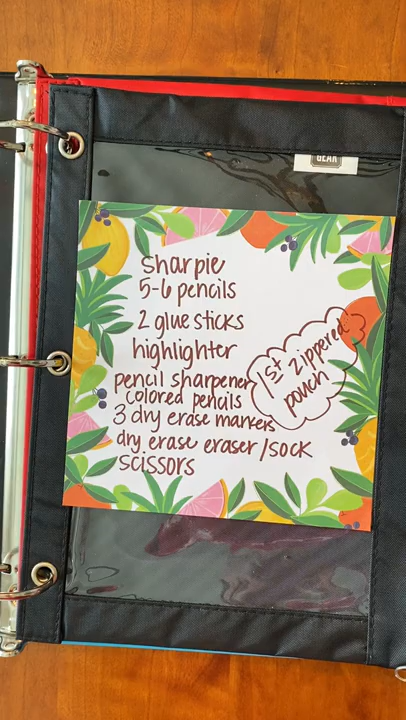 GEAR
Sharpie
5-6 pencils
2 glue sticks
highlighter
pencil sharpener
colored pencils
3 dry erase markers
dry erase eraser/sock
scissors
1st zippered
pouch